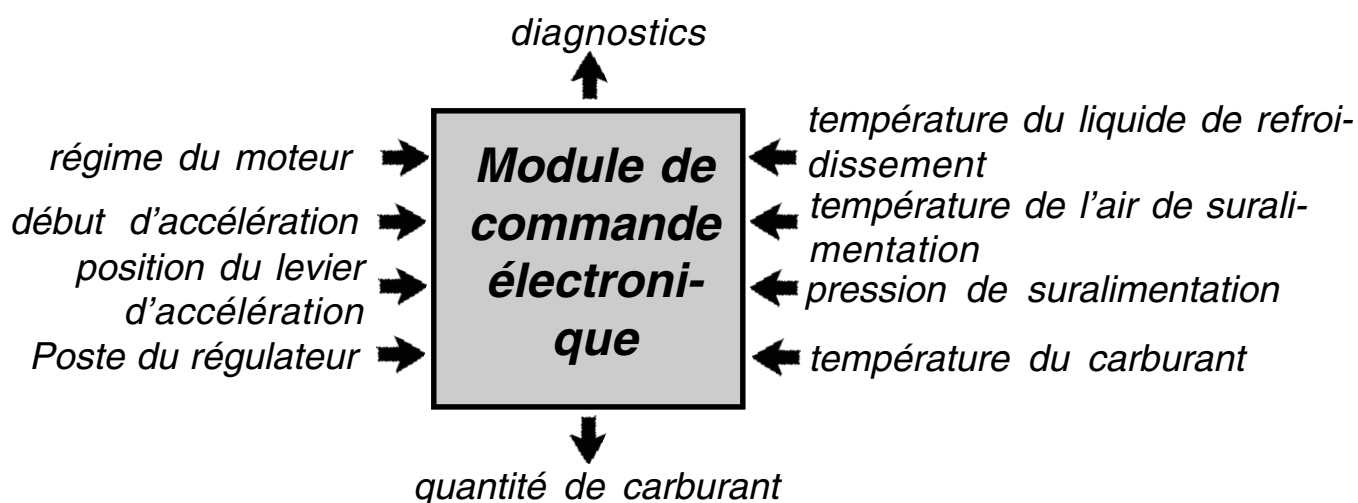 diagnostics
régime du moteur
début d'accélération
position du levier
d'accélération
Poste du régulateur
Module de
commande
électroni-
que
température du liquide de refroi-
dissement
température de l'air de surali-
mentation
pression de suralimentation
température du carburant
quantité de carburant